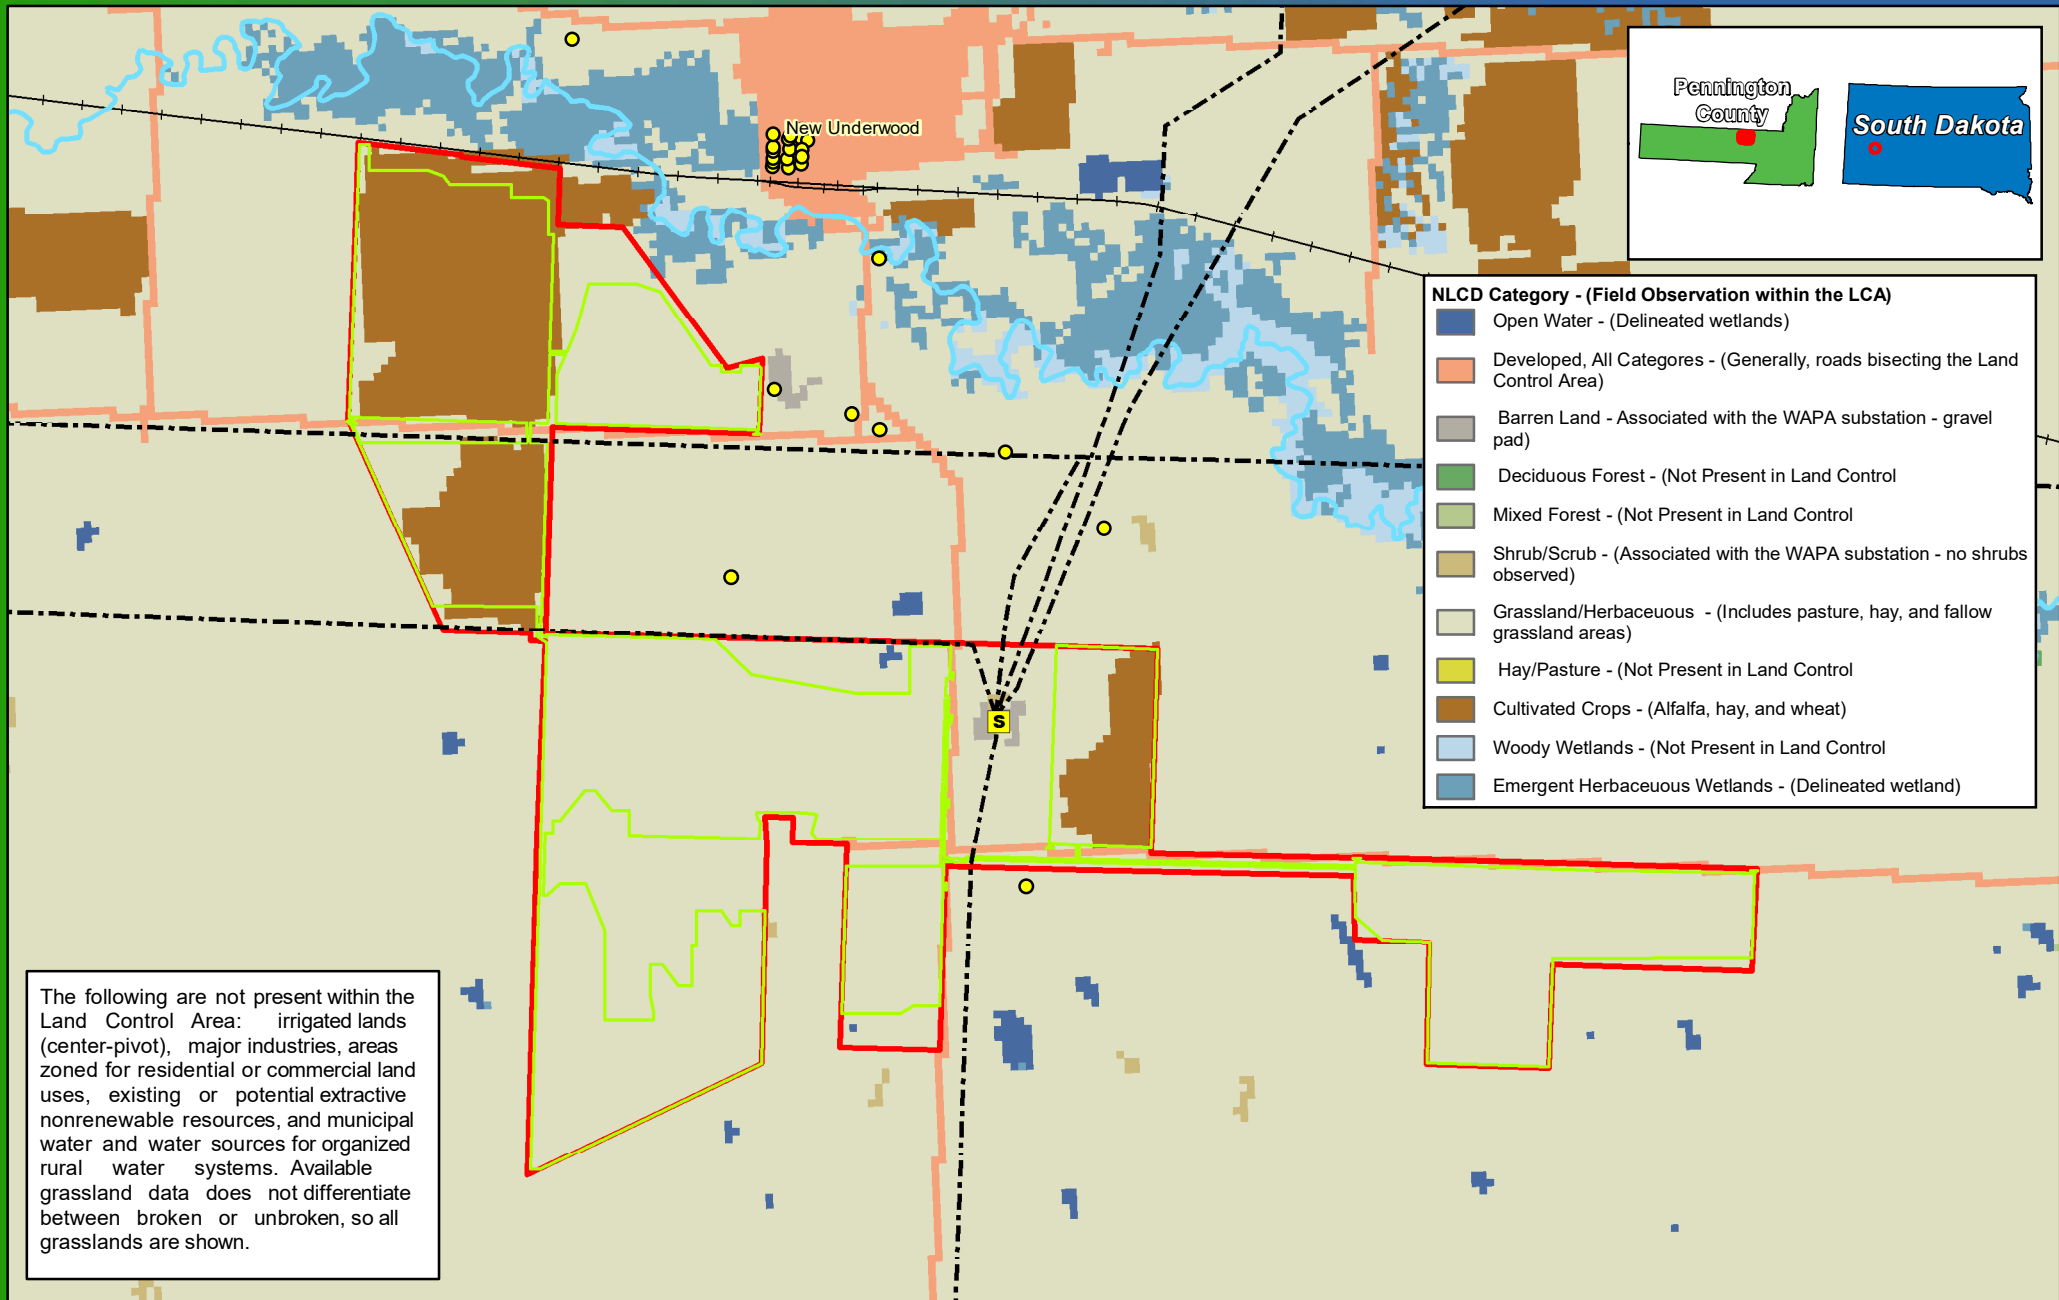 New Underwood
Pennington
County
South Dakota
NLCD Category - (Field Observation within the LCA)
Open Water - (Delineated wetlands)
Developed, All Categores - (Generally, roads bisecting the Land
Control Area)
Barren Land - Associated with the WAPA substation - gravel
pad)
Deciduous Forest - (Not Present in Land Control
Mixed Forest - (Not Present in Land Control
Shrub/Scrub - (Associated with the WAPA substation - no shrubs
observed)
Grassland/Herbaceuous - (Includes pasture, hay, and fallow
grassland areas)
Hay/Pasture - (Not Present in Land Control
Cultivated Crops - (Alfalfa, hay, and wheat)
Woody Wetlands - (Not Present in Land Control
Emergent Herbaceuous Wetlands - (Delineated wetland)
S
The following are not present within the
Land Control Area: irrigated lands
(center-pivot), major industries, areas
zoned for residential or commercial land
uses, existing or potential extractive
nonrenewable resources, and municipal
water and water sources for organized
rural water systems. Available
grassland data does not differentiate
between broken or unbroken, so all
grasslands are shown.